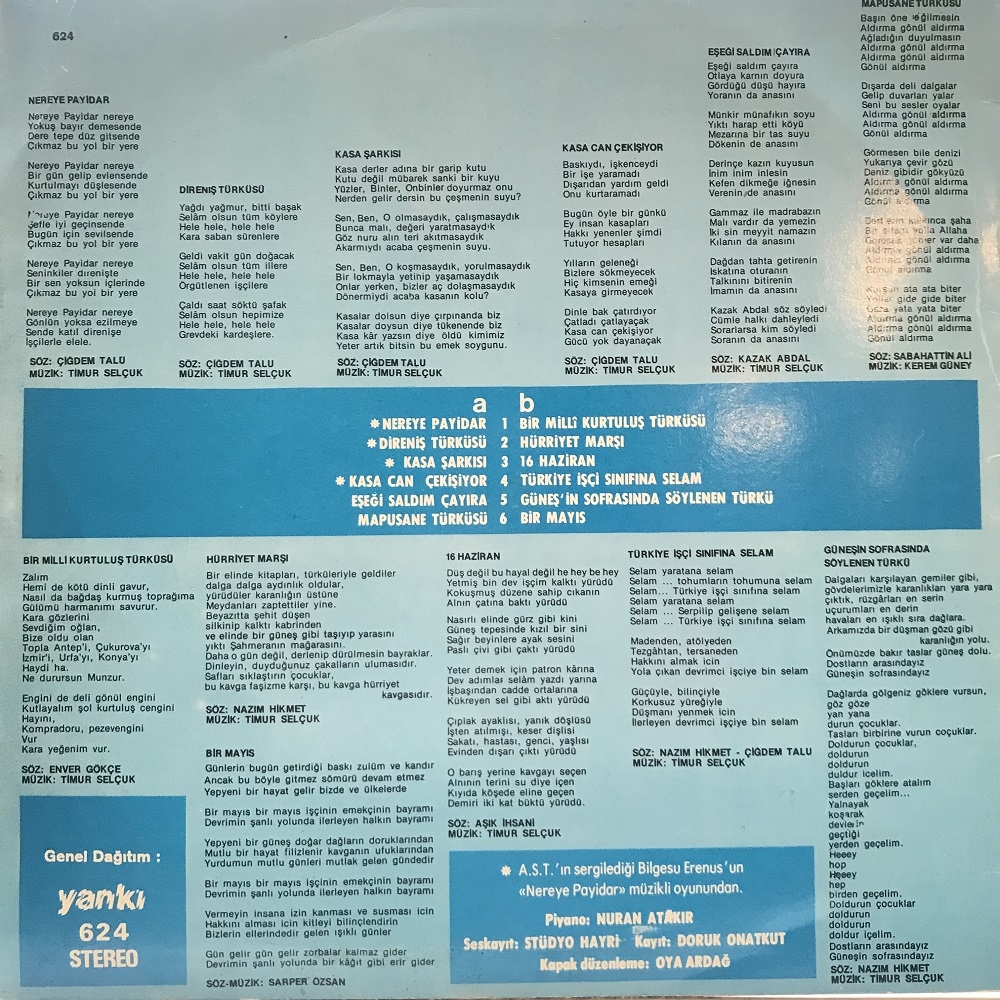 624
NEREYE PAYİDAR
Nereye Payidar nereye
Yokuş bayır demesende
Dere tepe düz gitsende
Çıkmaz bu yol bir yere
Nereye Payidar nereye
Bir gün gelip evlensende
Kurtulmayı düşlesende
Çıkmaz bu yol bir yere
Nereye Payidar nereye
Şefle iyi geçinsende
Bugün için sevilsende
Çıkmaz bu yol bir yere
Nereye Payidar nereye
Seninkiler direnişte
Bir sen yoksun içlerinde
Çıkmaz bu yol bir yere
Nereye Payidar nereye
Gönlün yoksa ezilmeye
Sende katıl direnişe
İşçilerle elele.
SÖZ: ÇİĞDEM TALU
MÜZİK: TİMUR SELÇUK
DİRENİŞ TÜRKÜSÜ
Yağdı yağmur, bitti başak
Selâm olsun tüm köylere
Hele hele, hele hele
Kara saban sürenlere
Geldi vakit gün doğacak
Selâm olsun tüm illere
Hele hele, hele hele
Örgütlenen işçilere
Çaldı saat söktü şafak
Selâm olsun hepimize
Hele hele, hele hele
Grevdeki kardeşlere.
SÖZ: ÇİGDEM TALU
MÜZİK: TİMUR SELÇUK
KASA ŞARKISI
Kasa derler adına bir garip kutu
Kutu değil mübarek sanki bir kuyu
Yüzler, Binler, Onbinler doyurmaz onu
Nerden gelir dersin bu çeşmenin suyu?
Sen, Ben, O olmasaydık, çalışmasaydık
Bunca malı, değeri yaratmasaydık
Göz nuru alın teri akıtmasaydık
Akarmıydı acaba çeşmenin suyu.
Sen, Ben, O koşmasaydık, yorulmasaydık
Bir lokmayla yetinip yaşamasaydık
Onlar yerken, bizler aç dolaşmasaydık
Dönermiydi acaba kasanın kolu?
Kasalar dolsun diye çırpınanda biz
Kasalar doysun diye tükenende biz
Kasa kâr yazsın diye öldü kimimiz
Yeter artık bitsin bu emek soygunu.
SÖZ: ÇİGDEM TALU
MÜZİK: TİMUR SELÇUK
KASA CAN ÇEKİŞİYOR
Baskıydı, işkenceydi
Bir işe yaramadı
Dışarıdan yardım geldi
Onu kurtaramadı
Bugün öyle bir günkü
Ey insan kasapları
Hakkı yenenler şimdi
Tutuyor hesapları
Yılların geleneği
Bizlere sökmeyecek
Hiç kimsenin emeği
Kasaya girmeyecek
Dinle bak çatırdıyor
Çatladı çatlayaçak
Kasa can çekişiyor
Gücü yok dayanaçak
SÖZ: ÇİGDEM TALU
MÜZİK: TİMUR SELÇUK
EŞEĞİ SALDIM ÇAYIRA
Eşeği saldım çayıra
Otlaya karnın doyura
Gördüğü düşü hayıra
Yoranın da anasını
Münkir münafıkın soyu
Yıktı harap etti köyü
Mezarına bir tas suyu
Dökenin de anasını
Derinçe kazın kuyusun
İnim inim inlesin
Kefen dikmeğe iğnesin
Verenin,de anasını
Gammaz ile madrabazın
Malı vardır da yemezin
İki sin meyyit namazın
Kılanın da anasını
Dağdan tahta getirenin
Iskatına oturanın
Talkınını bitirenin
İmamın da anasını
Kazak Abdal söz söyledi
Cümle halkı dahleyledi
Sorarlarsa kim söyledi
Soranın da anasını
SÖZ: KAZAK ABDAL
MÜZİK: TİMUR SELÇUK
MAPUSANE TÜRKÜSÜ
Başın öne eğilmesin
Aldırma gönül aldırma
Ağladığın duyulmasın
Aldırma gönül aldırma
Aldırma gönül aldırma
Gönül aldırma
Dışarda deli dalgalar
Gelip duvarları yalar
Seni bu sesler oyalar
Aldırma gönül aldırma
Aldırma gönül aldırma
Gönül aldırma
Görmesen bile denizi
Yukarıya çevir gözü
Deniz gibidir gökyüzü
Aldırma gönül aldırma
Aldırma gönül aldırma
Gönül aldırma
şaha
Bir yolla Allaha
var daha
Aldırma gönül aldırma
Aldırma gönül aldırma
Gönül aldırma
Kurşun ata ata biter
Yollar gide gide biter
Ceza yata yata biter
Aldırma gönül aldırma
Aldırma gönül aldırma
Gönül aldırma
SÖZ: SABAHATTİN ALİ
MÜZİK: KEREM GÜNEY
a b
* NEREYE PAYİDAR 1 BİR MİLLÎ KURTULUŞ TÜRKÜSÜ
* DİRENİŞ TÜRKÜSÜ 2 HÜRRİYET MARŞI
* KASA ŞARKISI 3 16 HAZİRAN
* KASA CAN ÇEKİŞİYOR 4 TÜRKİYE İŞÇİ SINIFINA SELAM
EŞEĞİ SALDIM ÇAYIRA 5 GÜNEŞ'İN SOFRASINDA SÖYLENEN TÜRKÜ
MAPUSANE TÜRKÜSÜ 6 BİR MAYIS
BİR MİLLİ KURTULUŞ TÜRKÜSÜ
Zalım
Hemi de kötü dinli gavur,
Nasıl da bağdaş kurmuş toprağıma
Gülümü harmanımı savurur.
Kara gözlerini
Sevdiğim oğlan,
Bize oldu olan
Topla Antep'i, Çukurova'yı
İzmir'i, Urfa'yı, Konya'yı
Haydi ha.
Ne durursun Munzur.
Engini de deli gönül engini
Kutlayalım şol kurtuluş cengini
Hayını,
Kompradoru, pezevengini
Vur
Kara yeğenim vur.
SÖZ: ENVER GÖKÇE
MÜZİK: TİMUR SELÇUK
HÜRRİYET MARŞI
Bir elinde kitapları, türküleriyle geldiler
dalga dalga aydınlık oldular,
yürüdüler karanlığın üstüne
Meydanları zaptettiler yine.
Beyazıtta şehit düşen
silkinip kalktı kabrinden
ve elinde bir güneş gibi taşıyıp yarasını
yıktı Şahmeranın mağarasını.
Daha o gün değil, derlenip dürülmesin bayraklar.
Dinleyin, duyduğunuz çakalların ulumasıdır.
Safları sıklaştırın çocuklar,
bu kavga faşizme karşı, bu kavga hürriyet
kavgasıdır.
SÖZ: NAZIM HİKMET
MÜZİK: TİMUR SELÇUK
BİR MAYIS
Günlerin bugün getirdiği baskı zulüm ve kandır
Ancak bu böyle gitmez sömürü devam etmez
Yepyeni bir hayat gelir bizde ve ülkelerde
Bir mayıs bir mayıs işçinin emekçinin bayramı
Devrimin şanlı yolunda ilerleyen halkın bayramı
Yepyeni bir güneş doğar dağların doruklarından
Mutlu bir hayat filizlenir kavganın ufuklarından
Yurdumun mutlu günleri mutlak gelen gündedir
Bir mayıs bir mayıs işçinin emekçinin bayramı
Devrimin şanlı yolunda ilerleyen halkın bayramı
Vermeyin insana izin kanması ve susması icin
Hakkını alması icin kitleyi bilinçlendirin
Bizlerin ellerindedir gelen ışıklı günler
Gün gelir gün gelir zorbalar kalmaz gider
Devrimin şanlı yolunda bir kâğıt gibi erir gider
SÖZ-MÜZİK: SARPER ÖZSAN
16 HAZİRAN
Düş değil bu hayal değil he hey be hey
Yetmiş bin dev işçim kalktı yürüdü
Kokuşmuş düzene sahip cıkanın
Alnın çatına baktı yürüdü
Nasırlı elinde gürz gibi kini
Güneş tepesinde kızıl bir sini
Sağır beyinlere ayak sesini
Paslı çivi gibi çaktı yürüdü
Yeter demek için patron kârına
Dev adımlar selâm yazdı yarına
İşbaşından cadde ortalarına
Kükreyen sel gibi aktı yürüdü
Çıplak ayaklısı, yanık döşlüsü
İşten atılmışı, keser dişlisi
Sakatı, hastası, genci, yaşlısı
Evinden dışarı çıktı yürüdü
O barış yerine kavgayı seçen
Alnının terini su diye içen
Kıyıda köşede eline geçen
Demiri iki kat büktü yürüdü.
SÖZ: AŞIK İHSANİ
MÜZİK: TİMUR SELÇUK
TÜRKİYE İŞÇİ SINIFINA SELAM
Selam yaratana selam
Selam ... tohumların tohumuna selam
Selam... Türkiye işçi sınıfına selam
Selam yaratana selam
Selam ... Serpilip gelişene selam
Selam ... Türkiye işçi sınıfına selam
Madenden, atölyeden
Tezgâhtan, tersaneden
Hakkını almak icin
Yola çıkan devrimci işçiye bin selam
Güçüyle, bilinçiyle
Korkusuz yüreğiyle
Düşmanı yenmek icin
İlerleyen devrimci işçiye bin selam
SÖZ: NAZIM HİKMET - ÇİGDEM TALU
MÜZİK: TİMUR SELÇUK
GÜNEŞİN SOFRASINDA
SÖYLENEN TÜRKÜ
Dalgaları karşılayan gemiler gibi,
gövdelerimizle karanlıkları yara yara
çıktık, rüzgârları en serin
uçurumları en derin
havaları en ışıklı sıra dağlara.
Arkamızda bir düşman gözü gibi
karanlığın yolu.
Önümüzde bakır taslar güneş dolu.
Dostların arasındayız
Güneşin sofrasındayız
Dağlarda gölgeniz göklere vursun,
göz göze
yan yana
durun çocuklar.
Tasları birbirine vurun coçuklar.
Doldurun çocuklar,
doldurun
doldurun
duldur icelim.
Başları göklere atalım
serden geçelim...
Yalnayak
koşarak
devlerin
geçtiği
yerden geçelim.
Heeey
hop
Heeey
hep
birden geçelim.
Doldurun çocuklar
doldurun
doldurun
doldur içelim.
Dostların arasındayız
Güneşin sofrasındayız
SÖZ: NAZIM HİKMET
MÜZİK: TİMUR SELÇUK
Genel Dağıtım :
yankı
624
STEREO
* A.S.T.'ın sergilediği Bilgesu Erenus'un
«Nereye Payidar» müzikli oyunundan.
Piyano: NURAN ATAKIR
Seskayıt: STÜDYO HAYRİ Kayıt: DORUK ONATKUT
Kapak düzenleme: OYA ARDAĞ